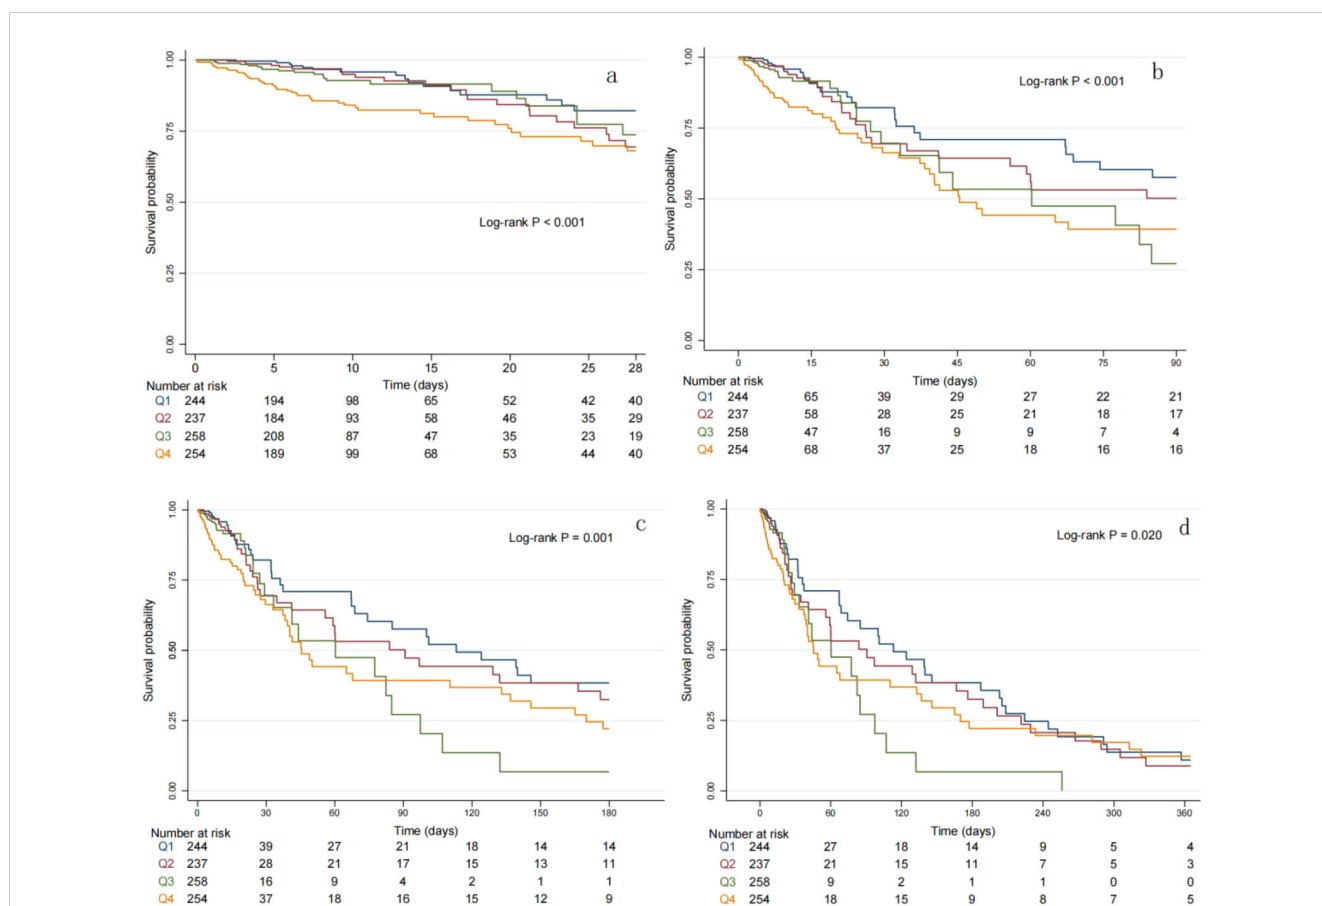 a
Log-rank P < 0.001
Survival probability
0.00 0.25 0.50 0.75 1.00
0 5 10 15 20 25 28
Time (days)
Number at risk
Q1 244 194 98 65 52 42 40
Q2 237 184 93 58 46 35 29
Q3 258 208 87 47 35 23 19
Q4 254 189 99 68 53 44 40
b
Log-rank P < 0.001
Survival probability
0.00 0.25 0.50 0.75 1.00
0 15 30 45 60 75 90
Time (days)
Number at risk
Q1 244 65 39 29 27 22 21
Q2 237 58 28 25 21 18 17
Q3 258 47 16 9 9 7 4
Q4 254 68 37 25 18 16 16
c
Log-rank P = 0.001
Survival probability
0.00 0.25 0.50 0.75 1.00
0 30 60 90 120 150 180
Time (days)
Number at risk
Q1 244 39 27 21 18 14 14
Q2 237 28 21 17 15 13 11
Q3 258 16 9 4 2 1 1
Q4 254 37 18 16 15 12 9
d
Log-rank P = 0.020
Survival probability
0.00 0.25 0.50 0.75 1.00
0 60 120 180 240 300 360
Time (days)
Number at risk
Q1 244 27 18 14 9 5 4
Q2 237 21 15 11 7 5 3
Q3 258 9 2 1 1 0 0
Q4 254 18 15 9 8 7 5